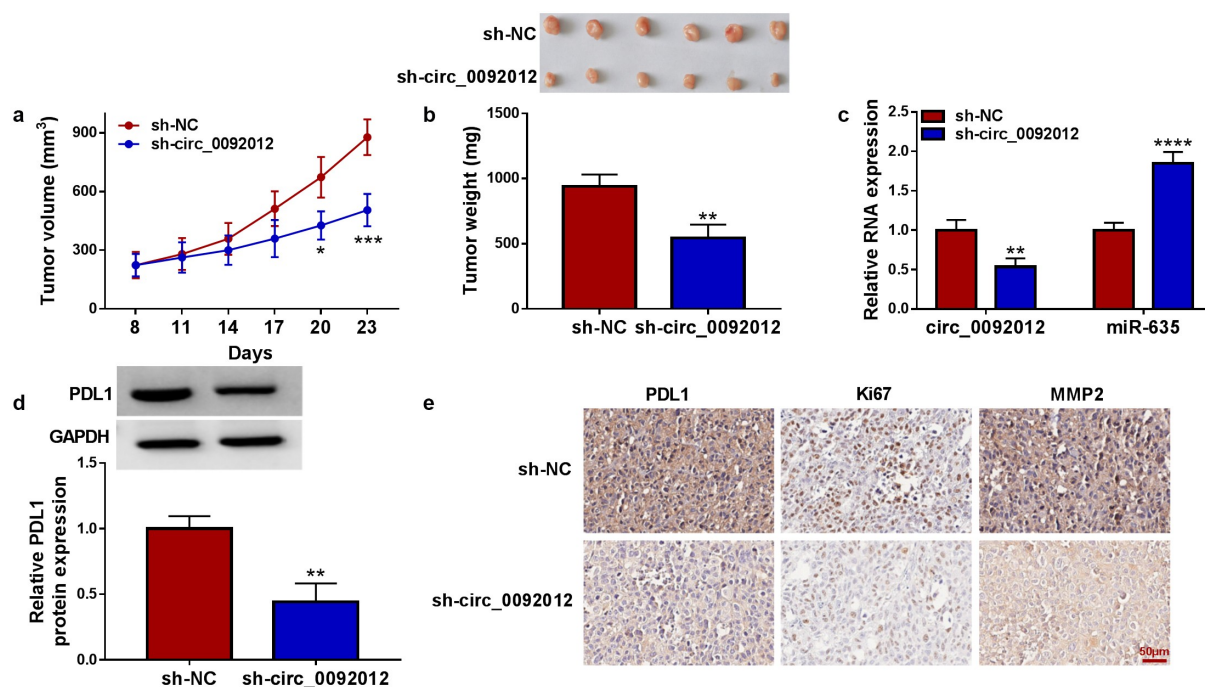 sh-NC
sh-circ_0092012
a
sh-NC
sh-circ_0092012
Tumor volume (mm³)
900
600
300
0
8 11 14 17 20 23
Days
*
***
b
Tumor weight (mg)
1500
1000
500
0
**
sh-NC sh-circ_0092012
c
sh-NC
sh-circ_0092012
Relative RNA expression
2.5
2.0
1.5
1.0
0.5
0.0
**
****
circ_0092012 miR-635
d
PDL1
GAPDH
Relative PDL1
protein expression
1.5
1.0
0.5
0.0
**
sh-NC sh-circ_0092012
e
PDL1 Ki67 MMP2
sh-NC
sh-circ_0092012
50μm